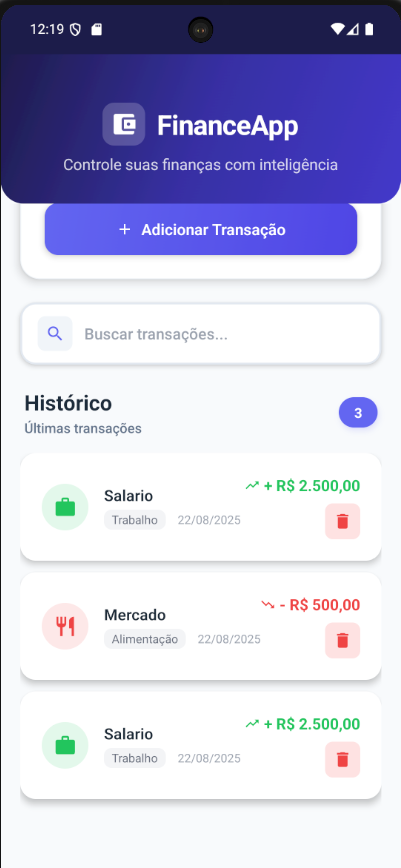 12:19
FinanceApp
Controle suas finanças com inteligência
+ Adicionar Transação
Buscar transações...
Histórico
3
Últimas transações
Salario
+ R$ 2.500,00
Trabalho 22/08/2025
Mercado
- R$ 500,00
Alimentação 22/08/2025
Salario
+ R$ 2.500,00
Trabalho 22/08/2025